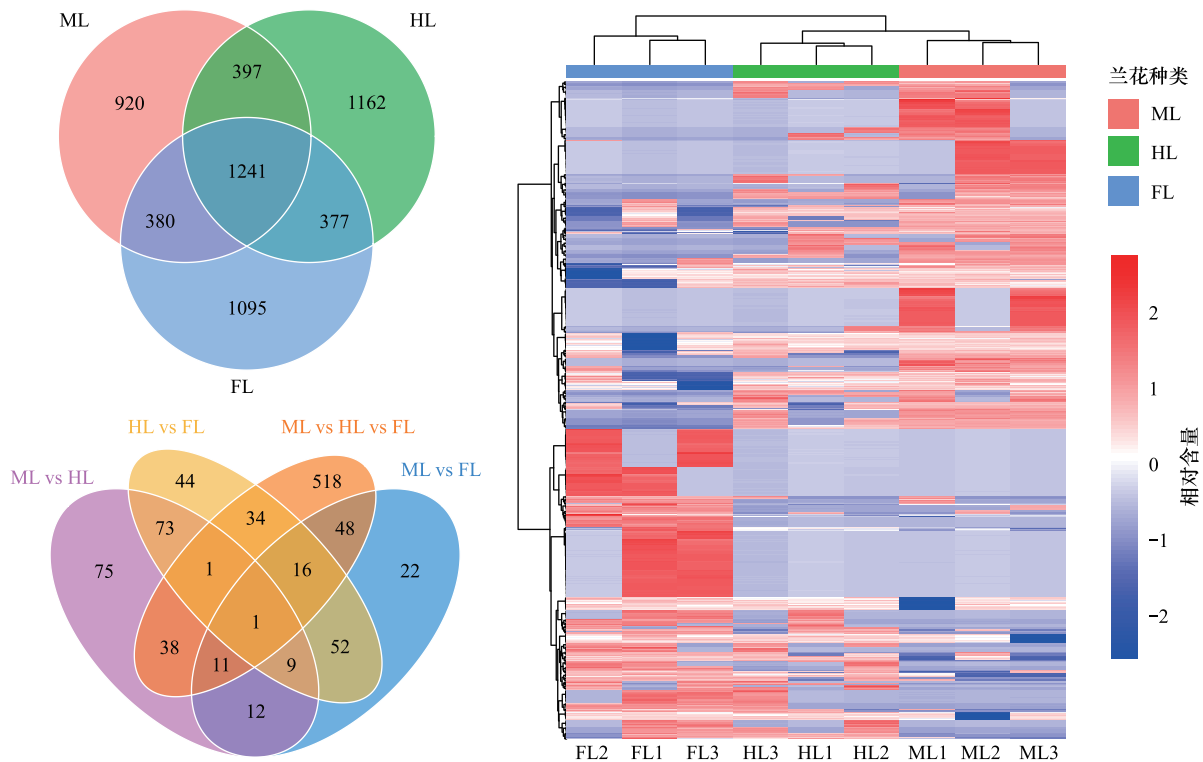 ML
HL
397
920
1162
1241
380
377
1095
FL
HL vs FL
ML vs HL vs FL
ML vs HL
ML vs FL
44
518
73
34
48
75
1
16
22
1
38
11
9
52
12
兰花种类
ML
HL
FL
2
1
0
−1
−2
相对含量
FL2 FL1 FL3 HL3 HL1 HL2 ML1 ML2 ML3